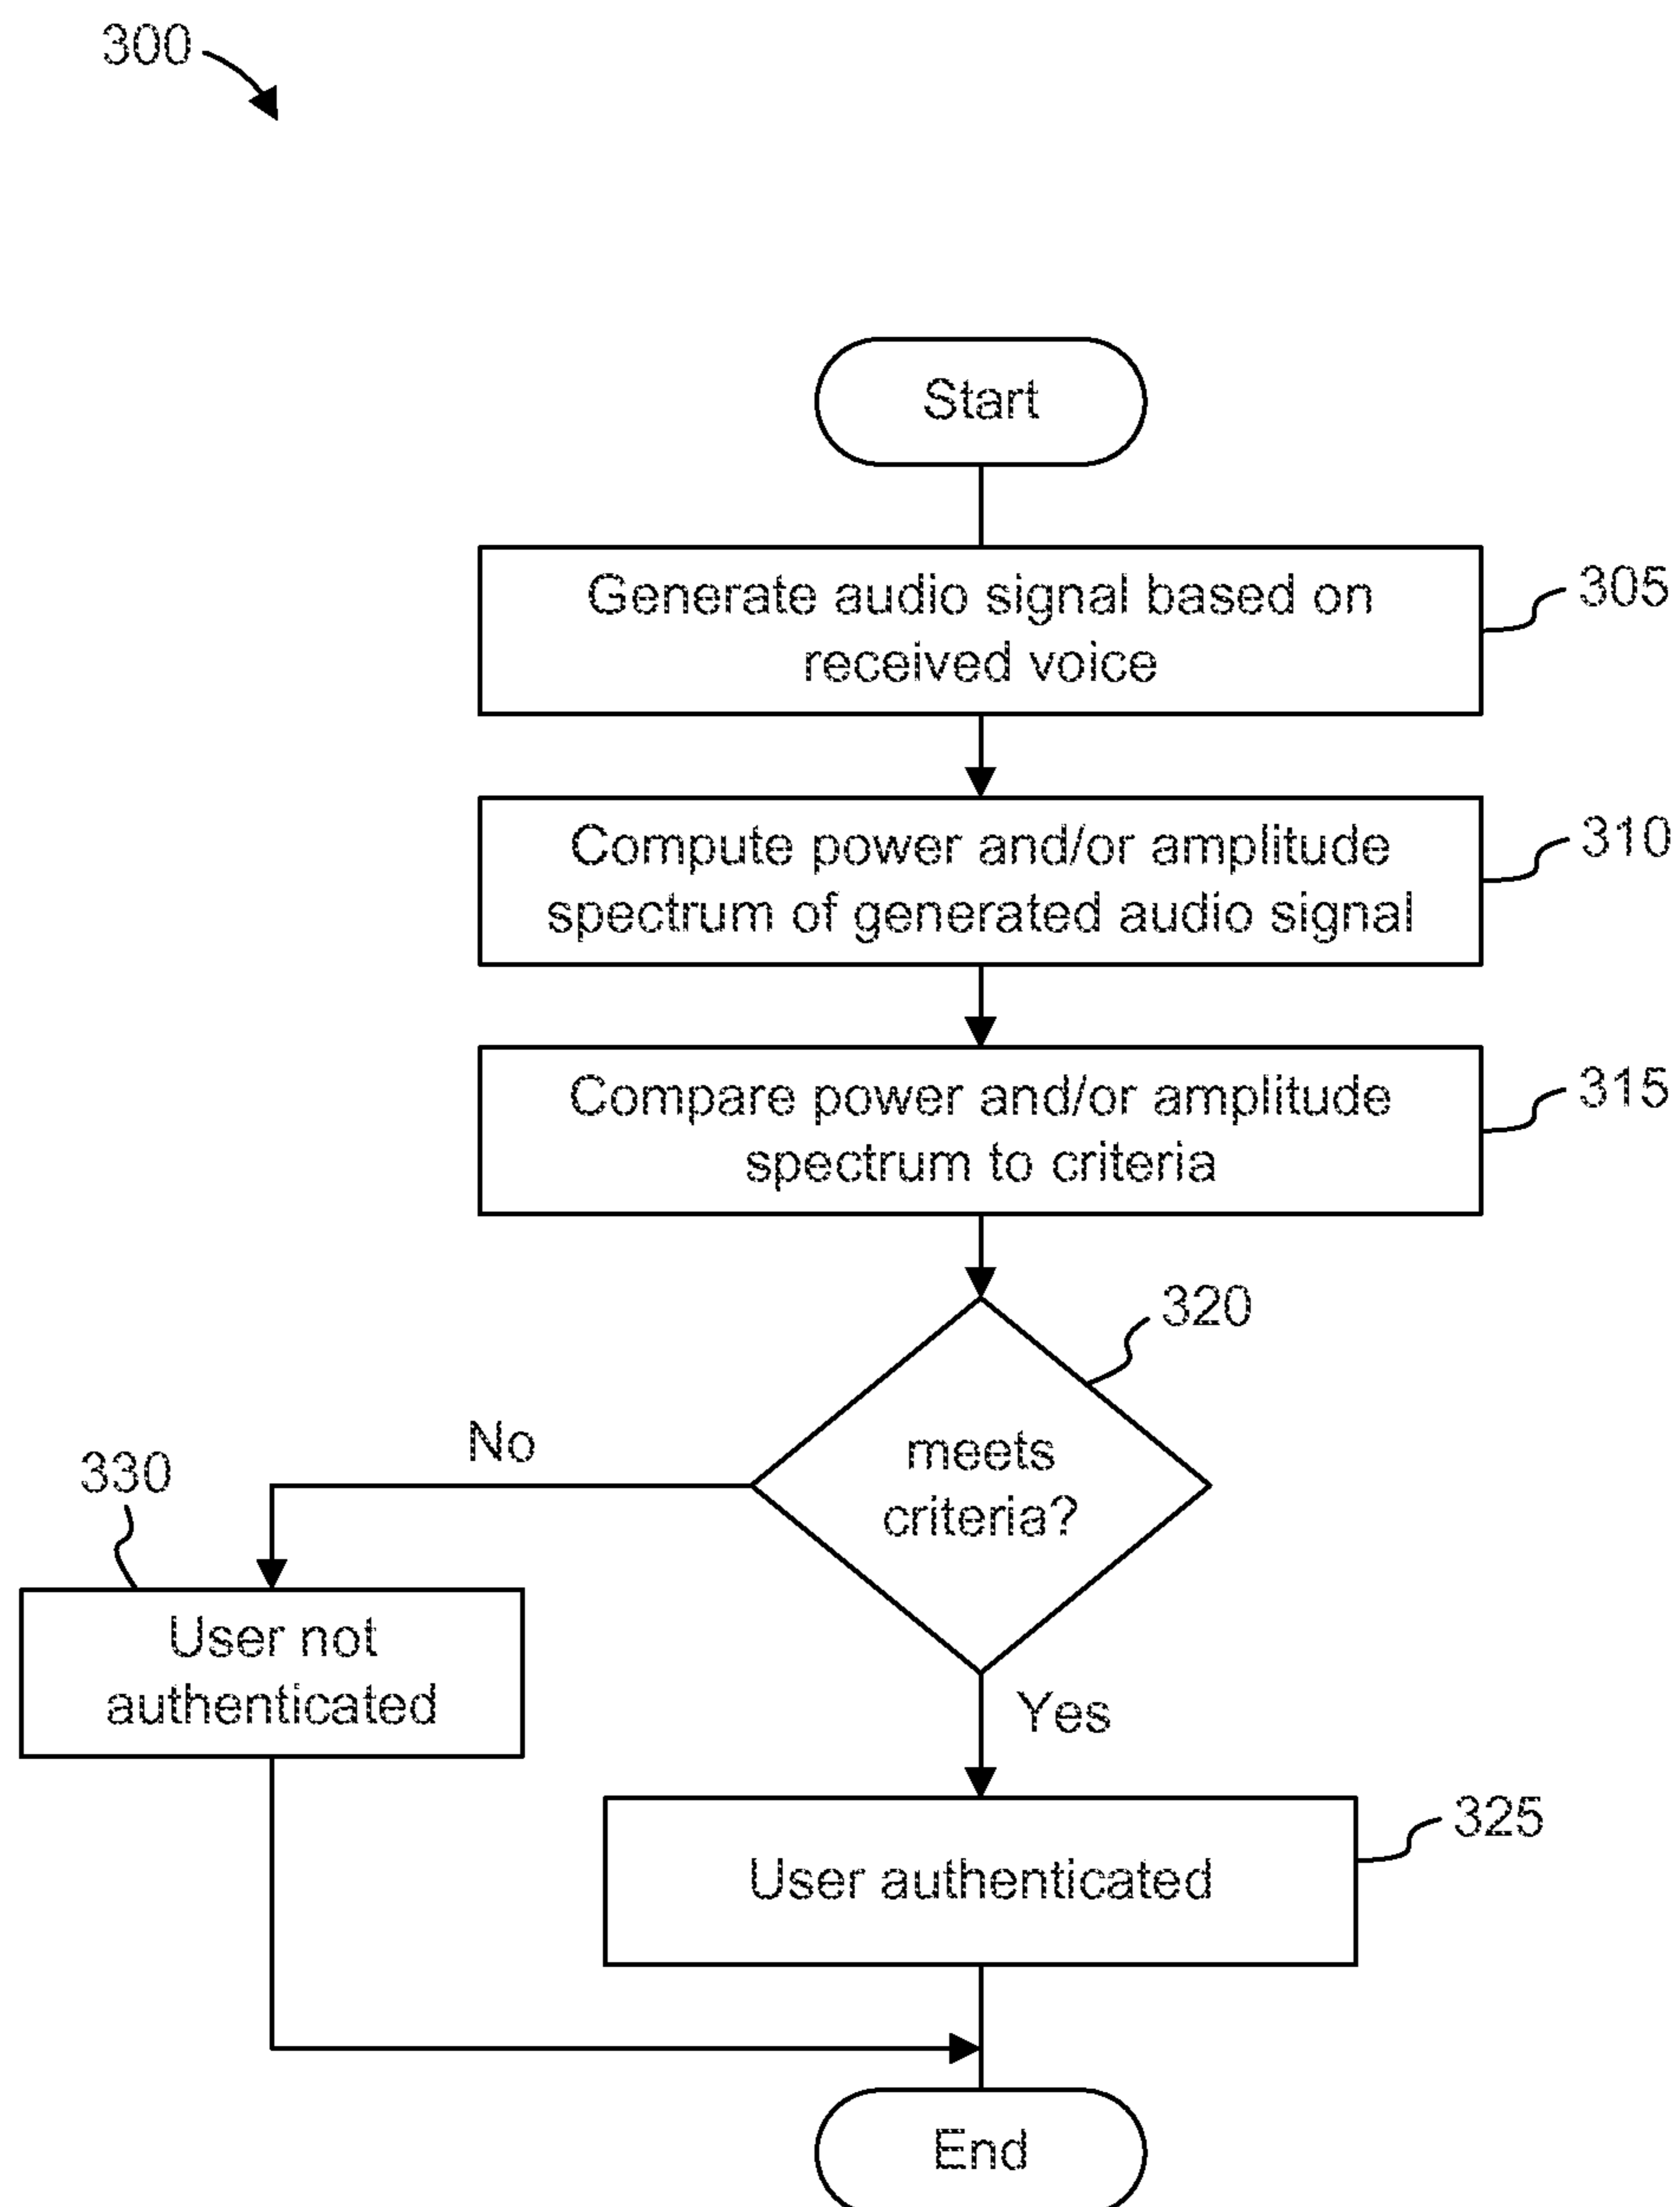 300
Start
Generate audio signal based on
received voice
305
Compute power and/or amplitude
spectrum of generated audio signal
310
Compare power and/or amplitude
spectrum to criteria
315
320
meets
criteria?
No
330
User not
authenticated
Yes
User authenticated
325
End